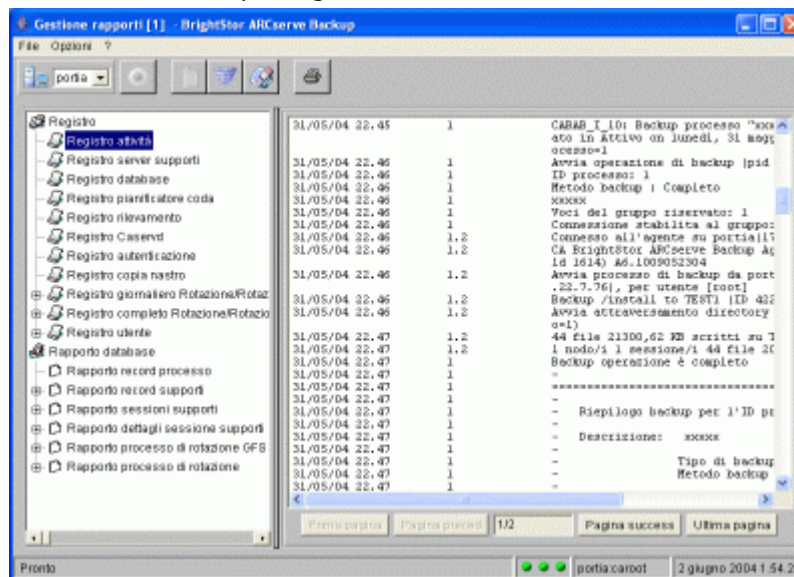 Gestione rapporti [1] - BrightStor ARCserve Backup
File Opzioni ?
portia
Registro
Registro attività
Registro server supporti
Registro database
Registro pianificatore coda
Registro rilevamento
Registro Caservd
Registro autenticazione
Registro copia nastro
Registro giornaliero Rotazione/Rotaz
Registro completo Rotazione/Rotazio
Registro utente
Rapporto database
Rapporto record processo
Rapporto record supporti
Rapporto sessioni supporti
Rapporto dettagli sessione supporti
Rapporto processo di rotazione GFS
Rapporto processo di rotazione
31/05/04 22.45 1 CABAB_I_10: Backup processo "xxx
ato in Attivo on lunedì, 31 magg
ocesso=1
31/05/04 22.46 1 Avvia operazione di backup |pid
31/05/04 22.46 1 ID processo: 1
31/05/04 22.46 1 Metodo backup : Completo
31/05/04 22.46 1 xxxxx
31/05/04 22.46 1 Voci del gruppo riservato: 1
31/05/04 22.46 1 Connessione stabilita al gruppo:
31/05/04 22.46 1.2 Connesso all'agente su portia|17
31/05/04 22.46 1.2 CA BrightStor ARCserve Backup Ag
id 1614) A6.1009052304
31/05/04 22.46 1.2 Avvia processo di backup da port
.22.7.76|, per utente [root]
31/05/04 22.46 1.2 Backup /install to TEST1 |ID 422
31/05/04 22.46 1.2 Avvia attraversamento directory
o=1)
31/05/04 22.47 1.2 44 file 21300,62 KB scritti su T
31/05/04 22.47 1.2 1 nodo/i 1 sessione/i 44 file 20
31/05/04 22.47 1 Backup operazione è completo
31/05/04 22.47 1 -
31/05/04 22.47 1 ================================
31/05/04 22.47 1 -
31/05/04 22.47 1 - Riepilogo backup per l'ID pr
31/05/04 22.47 1 -
31/05/04 22.47 1 - Descrizione: xxxxx
31/05/04 22.47 1 -
31/05/04 22.47 1 - Tipo di backup
31/05/04 22.47 1 - Metodo backup
31/05/04 22.47 1 -
Prima pagina Pagina preced 1/2 Pagina success Ultima pagina
Pronto portia:caroot 2 giugno 2004 1.54.2